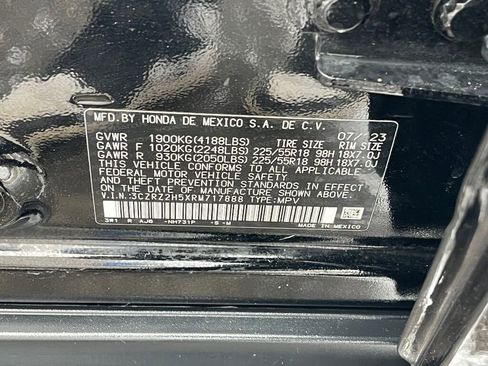 MFD.BY HONDA DE MEXICO S.A. DE C.V.
GVWR 1900KG(4188LBS) TIRE SIZE 07/23
GAWR F 1020KG(2248LBS) 225/55R18 98H 18X7.0J RIM SIZE
GAWR R 930KG(2050LBS) 225/55R18 98H 18X7.0J
THIS VEHICLE CONFORMS TO ALL APPLICABLE
FEDERAL MOTOR VEHICLE SAFETY
STANDARDS IN EFFECT ON THE DATE OF
MANUFACTURE SHOWN ABOVE.
V.I.N.:3CZRZ2H5XRM717888 TYPE:MPV
3W1 R AJ6 -NH731P -S -M
MADE IN MEXICO